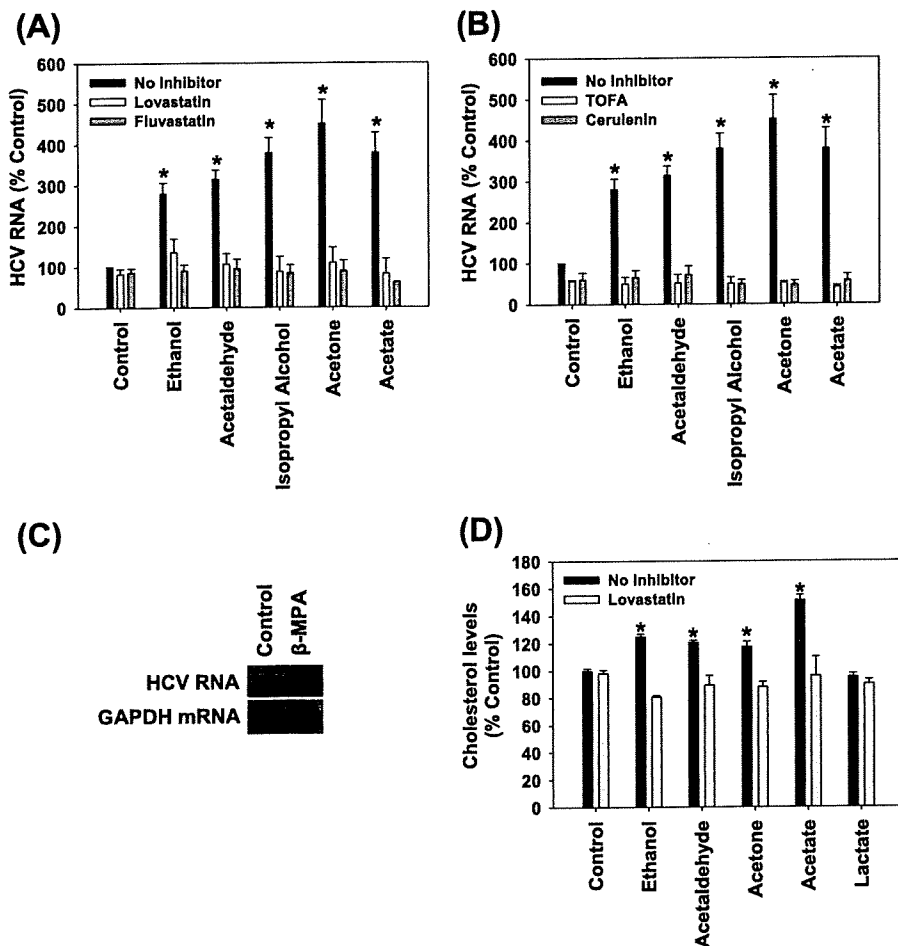 (A)
600
500
400
300
200
100
0
HCV RNA (% Control)
No Inhibitor
Lovastatin
Fluvastatin
*
*
*
*
*
Control
Ethanol
Acetaldehyde
Isopropyl Alcohol
Acetone
Acetate
(B)
600
500
400
300
200
100
0
HCV RNA (% Control)
No Inhibitor
TOFA
Cerulenin
*
*
*
*
*
Control
Ethanol
Acetaldehyde
Isopropyl Alcohol
Acetone
Acetate
(C)
Control
β-MPA
HCV RNA
GAPDH mRNA
(D)
180
160
140
120
100
80
60
40
20
0
Cholesterol levels
(% Control)
No Inhibitor
Lovastatin
*
*
*
*
Control
Ethanol
Acetaldehyde
Acetone
Acetate
Lactate